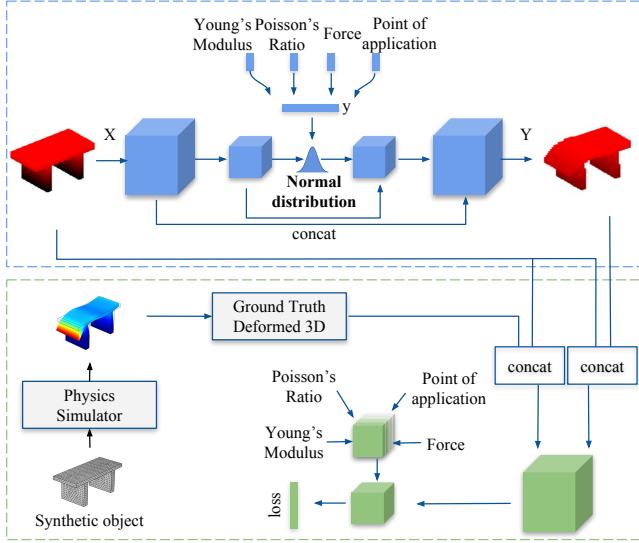 Young's
Modulus
Poisson's
Ratio
Force
Point of
application
y
X
Y
Normal
distribution
concat
Ground Truth
Deformed 3D
concat
concat
Physics
Simulator
Poisson's
Ratio
Point of
application
Young's
Modulus
Force
loss
Synthetic object